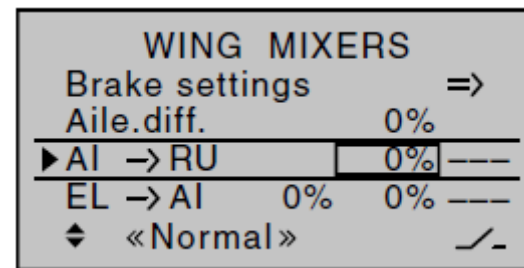 WING MIXERS
Brake settings =>
Aile.diff. 0%
▶AI –> RU 0% –––
EL –> AI 0% 0% –––
«Normal»